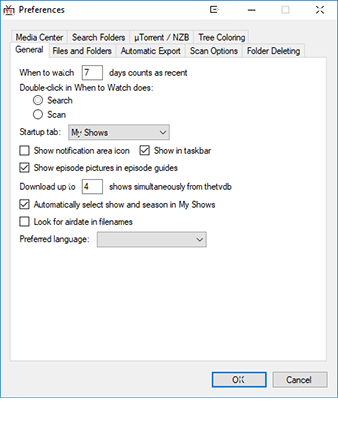 Preferences
Media Center Search Folders µTorrent / NZB Tree Coloring
General Files and Folders Automatic Export Scan Options Folder Deleting
When to watch 7 days counts as recent
Double-click in When to Watch does:
Search
Scan
Startup tab: My Shows
Show notification area icon Show in taskbar
Show episode pictures in episode guides
Download up to 4 shows simultaneously from thetvdb
Automatically select show and season in My Shows
Look for airdate in filenames
Preferred language:
OK Cancel